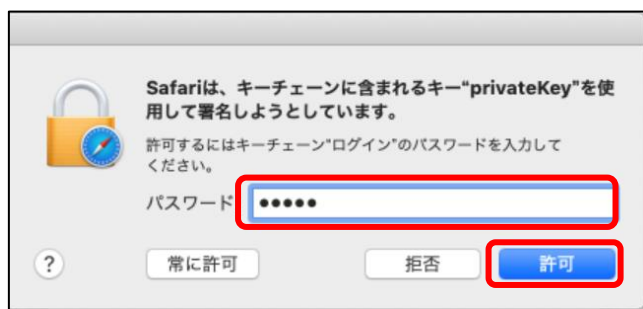 Safariは、キーチェーンに含まれるキー“privateKey”を使
用して署名しようとしています。
許可するにはキーチェーン“ログイン”のパスワードを入力して
ください。
パスワード ●●●●●
? 常に許可 拒否 許可